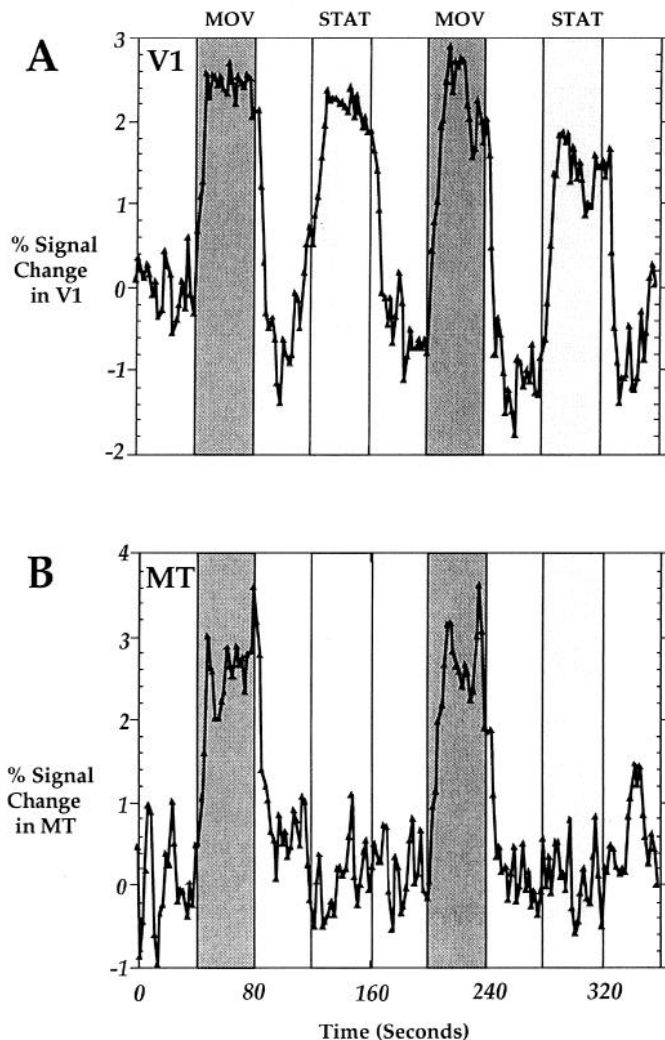 MOV STAT MOV STAT
A V1
3
2
1
% Signal
Change
in V1
0
-1
-2
B MT
4
3
2
% Signal
Change
in MT
1
0
-1
0 80 160 240 320
Time (Seconds)